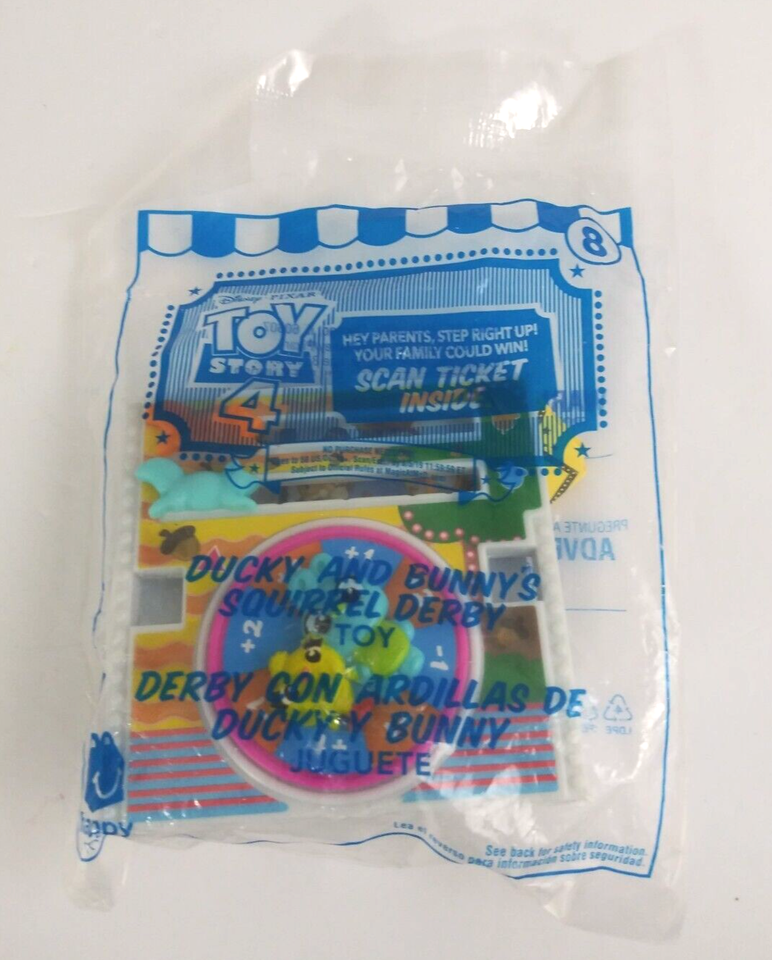 8
Disney PIXAR
TOY
STORY
4
HEY PARENTS, STEP RIGHT UP!
YOUR FAMILY COULD WIN!
SCAN TICKET
INSIDE
Subject to Official Rules at
DUCKY AND BUNNY'S
SQUIRREL DERBY
TOY
DERBY CON ARDILLAS DE
DUCKY Y BUNNY
JUGUETE
+1
+2
-1
PREGUNTE A
ADVE
Lea el reverso para información sobre seguridad.
See back for safety information.